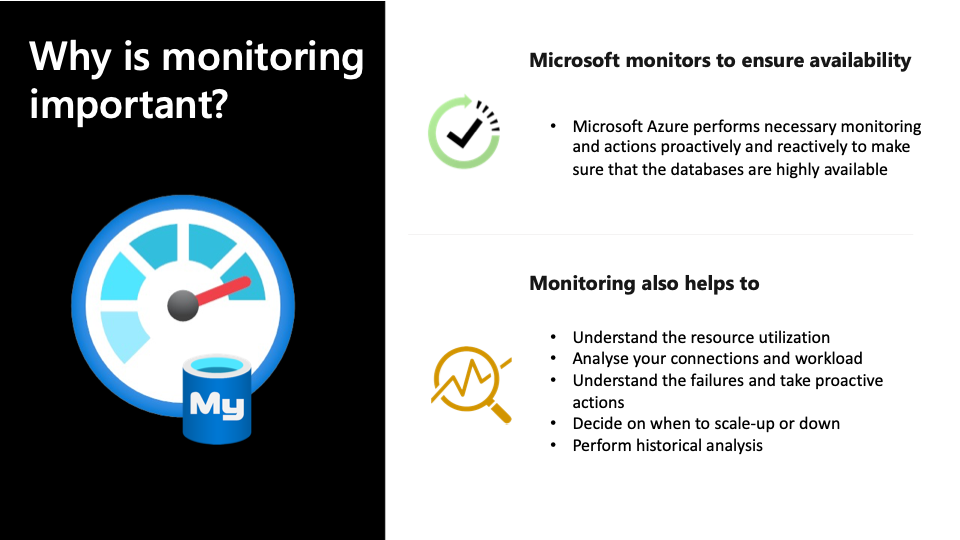 Why is monitoring
important?
My
Microsoft monitors to ensure availability
• Microsoft Azure performs necessary monitoring
and actions proactively and reactively to make
sure that the databases are highly available
Monitoring also helps to
• Understand the resource utilization
• Analyse your connections and workload
• Understand the failures and take proactive
actions
• Decide on when to scale-up or down
• Perform historical analysis